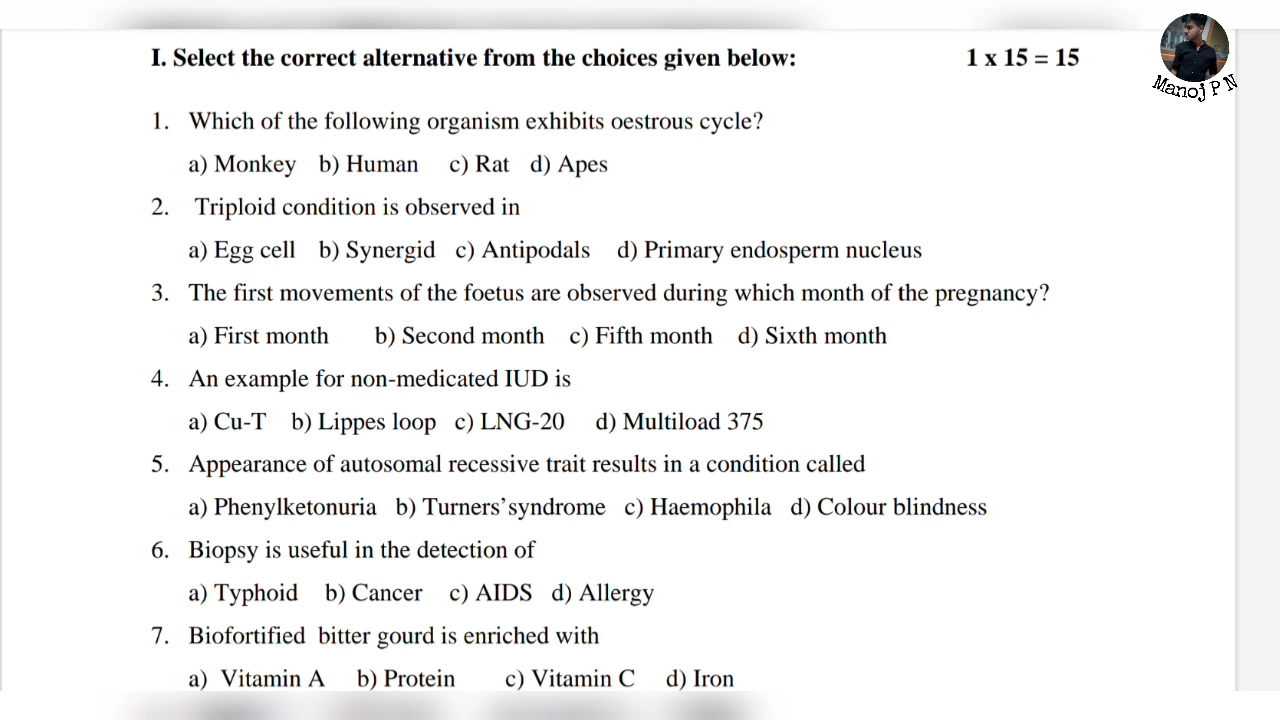 I. Select the correct alternative from the choices given below: 1 x 15 = 15
Manoj P N
1. Which of the following organism exhibits oestrous cycle?
a) Monkey b) Human c) Rat d) Apes
2. Triploid condition is observed in
a) Egg cell b) Synergid c) Antipodals d) Primary endosperm nucleus
3. The first movements of the foetus are observed during which month of the pregnancy?
a) First month b) Second month c) Fifth month d) Sixth month
4. An example for non-medicated IUD is
a) Cu-T b) Lippes loop c) LNG-20 d) Multiload 375
5. Appearance of autosomal recessive trait results in a condition called
a) Phenylketonuria b) Turners’syndrome c) Haemophila d) Colour blindness
6. Biopsy is useful in the detection of
a) Typhoid b) Cancer c) AIDS d) Allergy
7. Biofortified bitter gourd is enriched with
a) Vitamin A b) Protein c) Vitamin C d) Iron